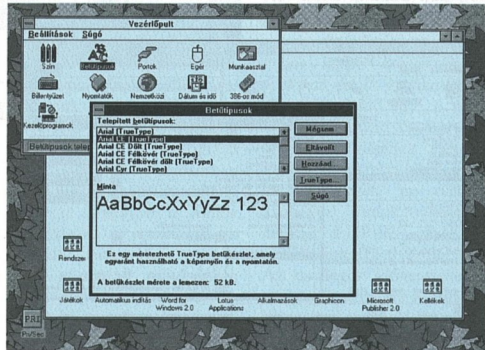 Vezérlőpult
Beállítások Súgó
Szín
Betűtípusok
Portok
Egér
Munkaasztal
Billentyűzet
Nyomtatók
Nemzetközi
Dátum és idő
386-os mód
Kezelőprogramok
Betűtípusok
Telepített betűtípusok:
Arial (TrueType)
Arial CE (TrueType)
Arial CE Dőlt (TrueType)
Arial CE Félkövér (TrueType)
Arial CE Félkövér dőlt (TrueType)
Arial Cyr (TrueType)
Mégsem
Eltávolít
Hozzáad...
TrueType...
Súgó
Minta
AaBbCcXxYyZz 123
Ez egy méretezhető TrueType betűkészlet, amely
egyaránt használható a képernyőn és a nyomtatón.
A betűkészlet mérete a lemezen: 52 kB.
Játékok
Automatikus indítás
Word for
Windows 2.0
Lotus
Applications
Alkalmazások
Graphicon
Microsoft
Publisher 2.0
Kellékek